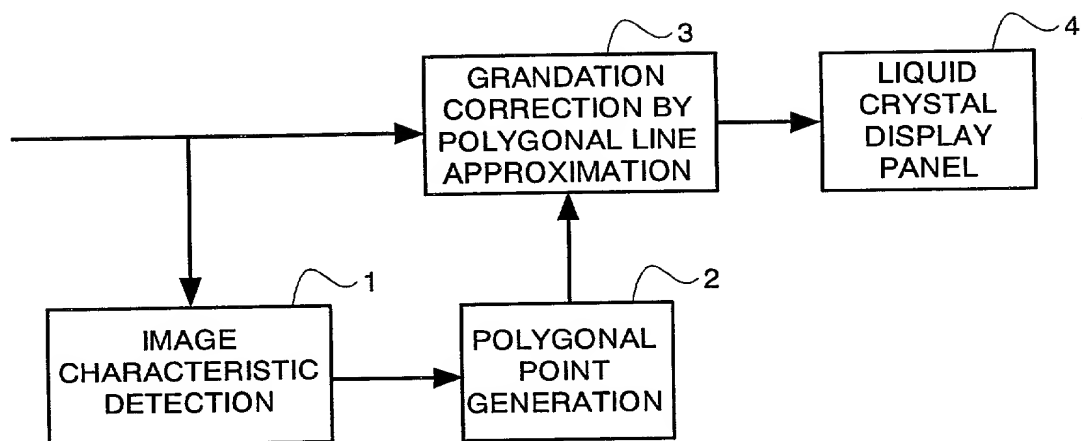 3
GRANDATION
CORRECTION BY
POLYGONAL LINE
APPROXIMATION
4
LIQUID
CRYSTAL
DISPLAY
PANEL
1
IMAGE
CHARACTERISTIC
DETECTION
2
POLYGONAL
POINT
GENERATION